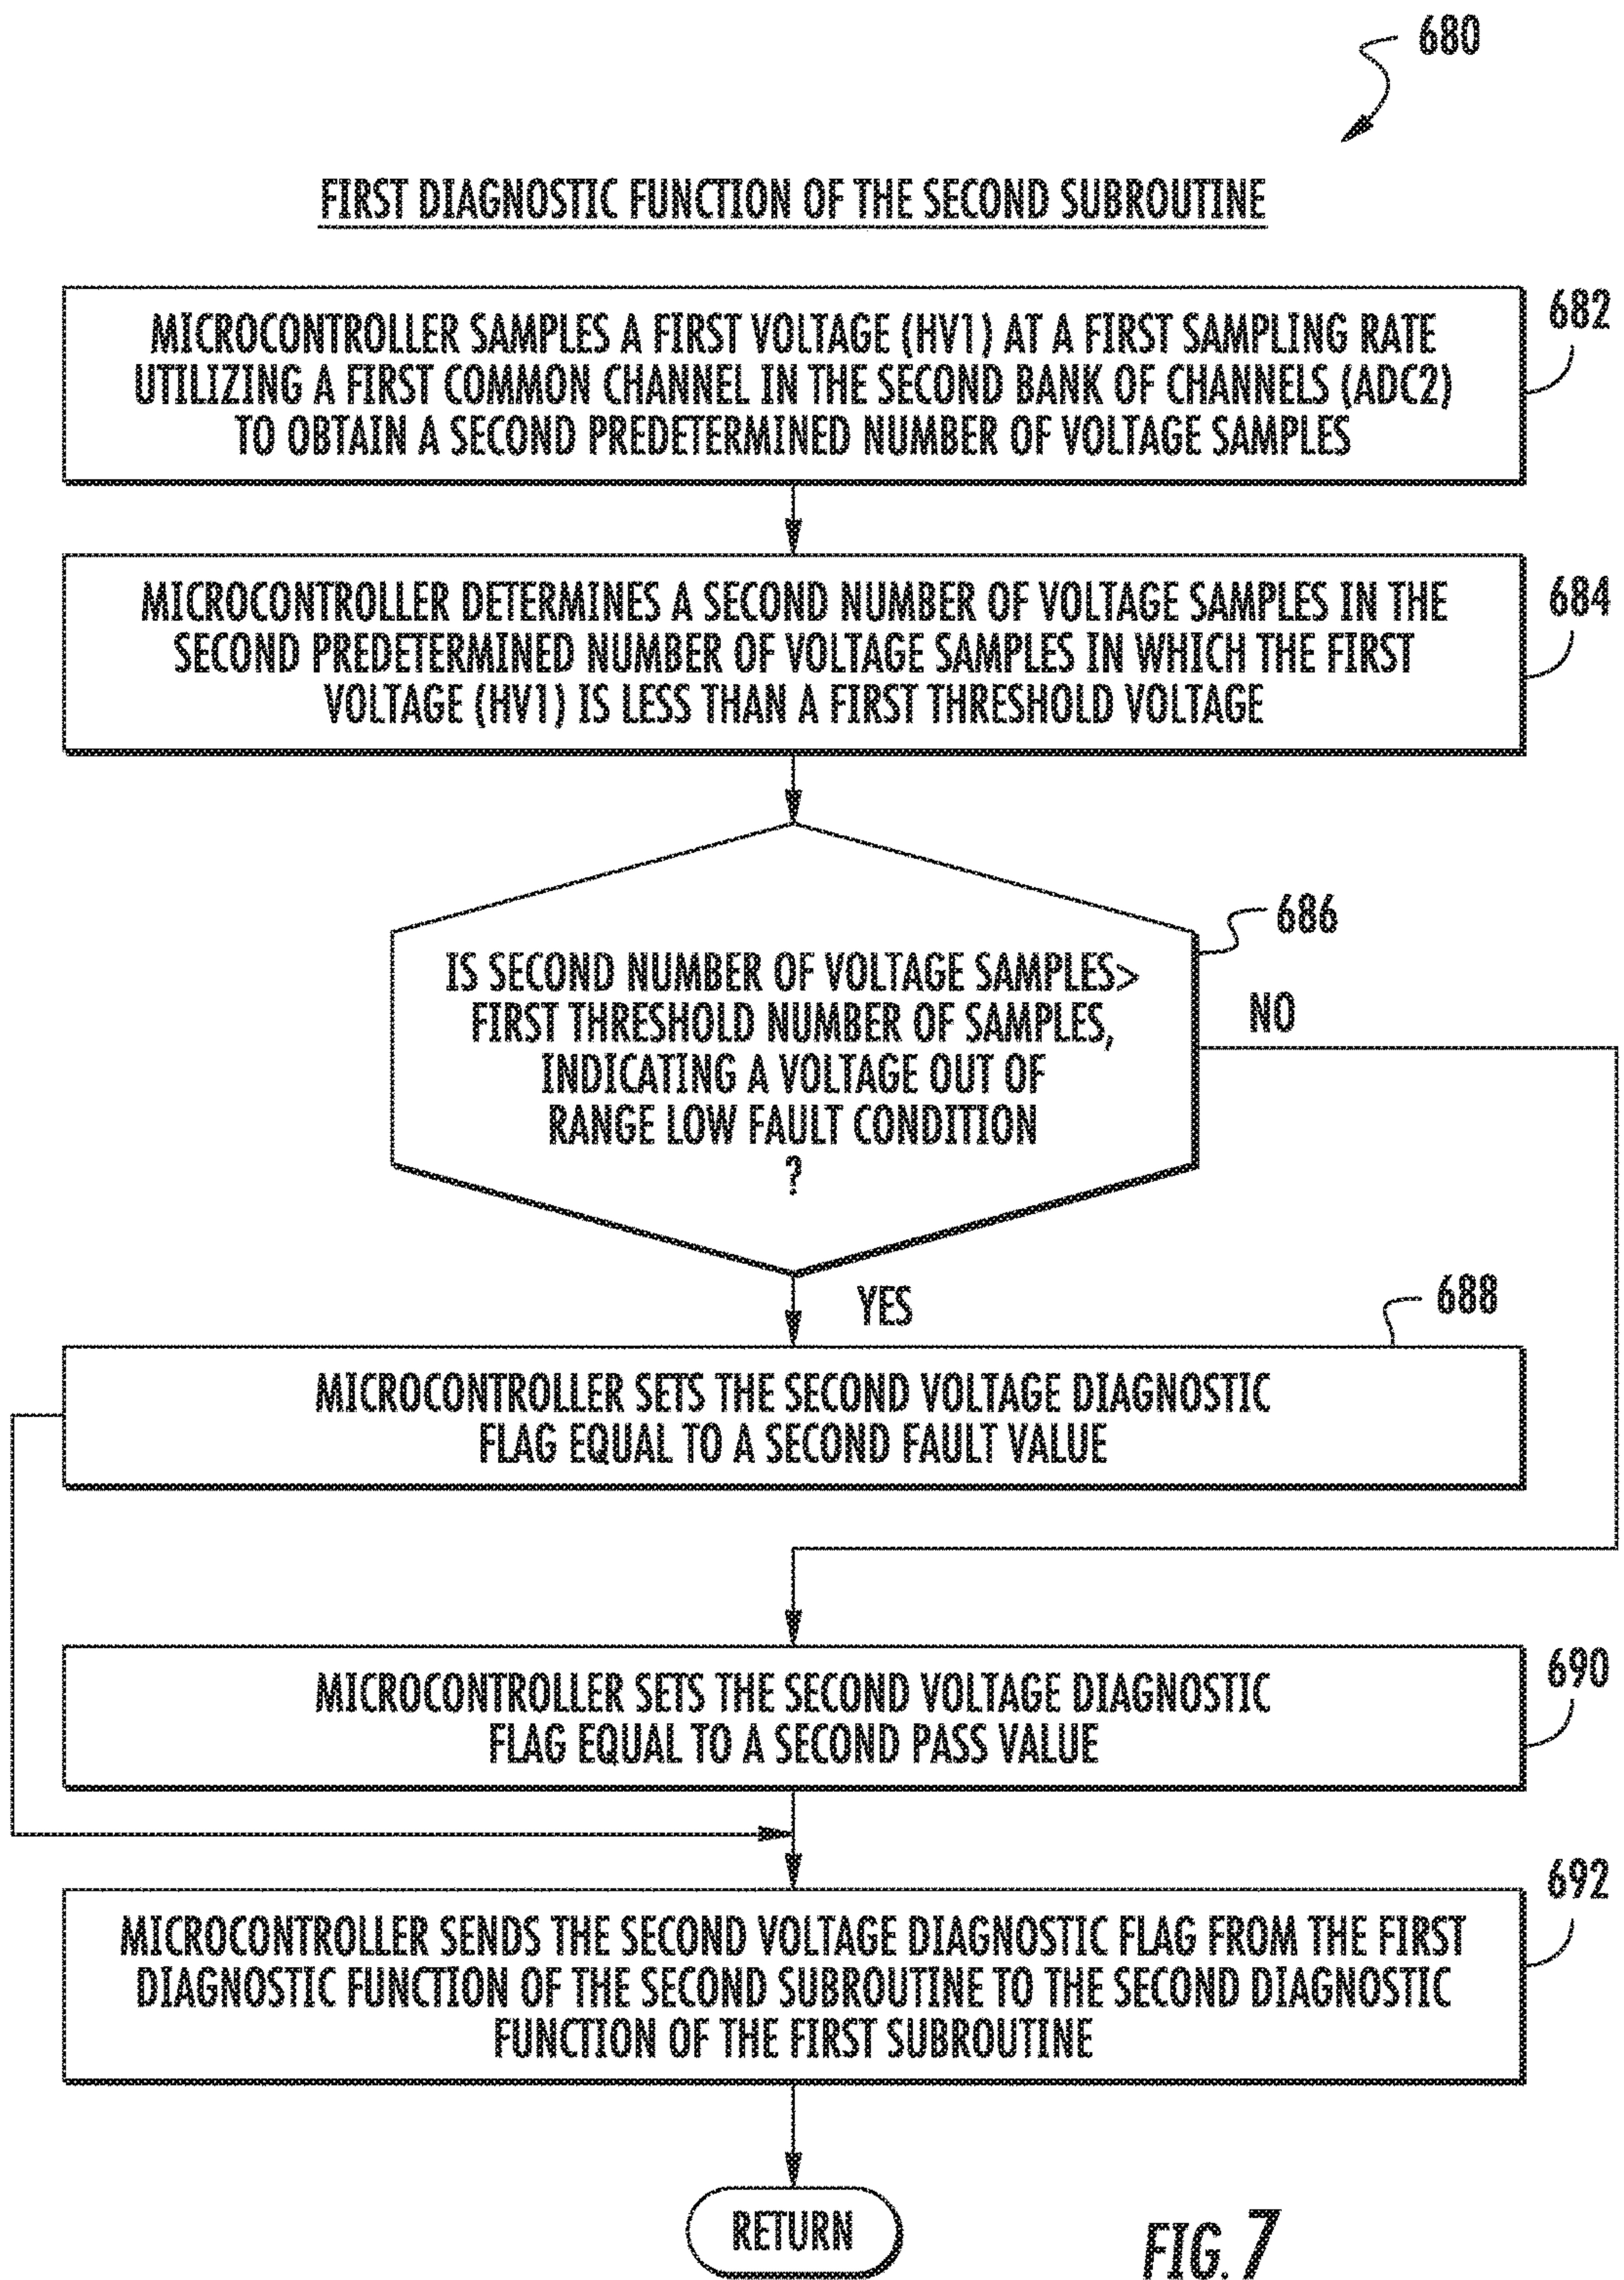 680
FIRST DIAGNOSTIC FUNCTION OF THE SECOND SUBROUTINE
682
MICROCONTROLLER SAMPLES A FIRST VOLTAGE (HV1) AT A FIRST SAMPLING RATE
UTILIZING A FIRST COMMON CHANNEL IN THE SECOND BANK OF CHANNELS (ADC2)
TO OBTAIN A SECOND PREDETERMINED NUMBER OF VOLTAGE SAMPLES
684
MICROCONTROLLER DETERMINES A SECOND NUMBER OF VOLTAGE SAMPLES IN THE
SECOND PREDETERMINED NUMBER OF VOLTAGE SAMPLES IN WHICH THE FIRST
VOLTAGE (HV1) IS LESS THAN A FIRST THRESHOLD VOLTAGE
686
IS SECOND NUMBER OF VOLTAGE SAMPLES>
FIRST THRESHOLD NUMBER OF SAMPLES,
INDICATING A VOLTAGE OUT OF
RANGE LOW FAULT CONDITION
?
NO
YES
688
MICROCONTROLLER SETS THE SECOND VOLTAGE DIAGNOSTIC
FLAG EQUAL TO A SECOND FAULT VALUE
690
MICROCONTROLLER SETS THE SECOND VOLTAGE DIAGNOSTIC
FLAG EQUAL TO A SECOND PASS VALUE
692
MICROCONTROLLER SENDS THE SECOND VOLTAGE DIAGNOSTIC FLAG FROM THE FIRST
DIAGNOSTIC FUNCTION OF THE SECOND SUBROUTINE TO THE SECOND DIAGNOSTIC
FUNCTION OF THE FIRST SUBROUTINE
RETURN
FIG. 7